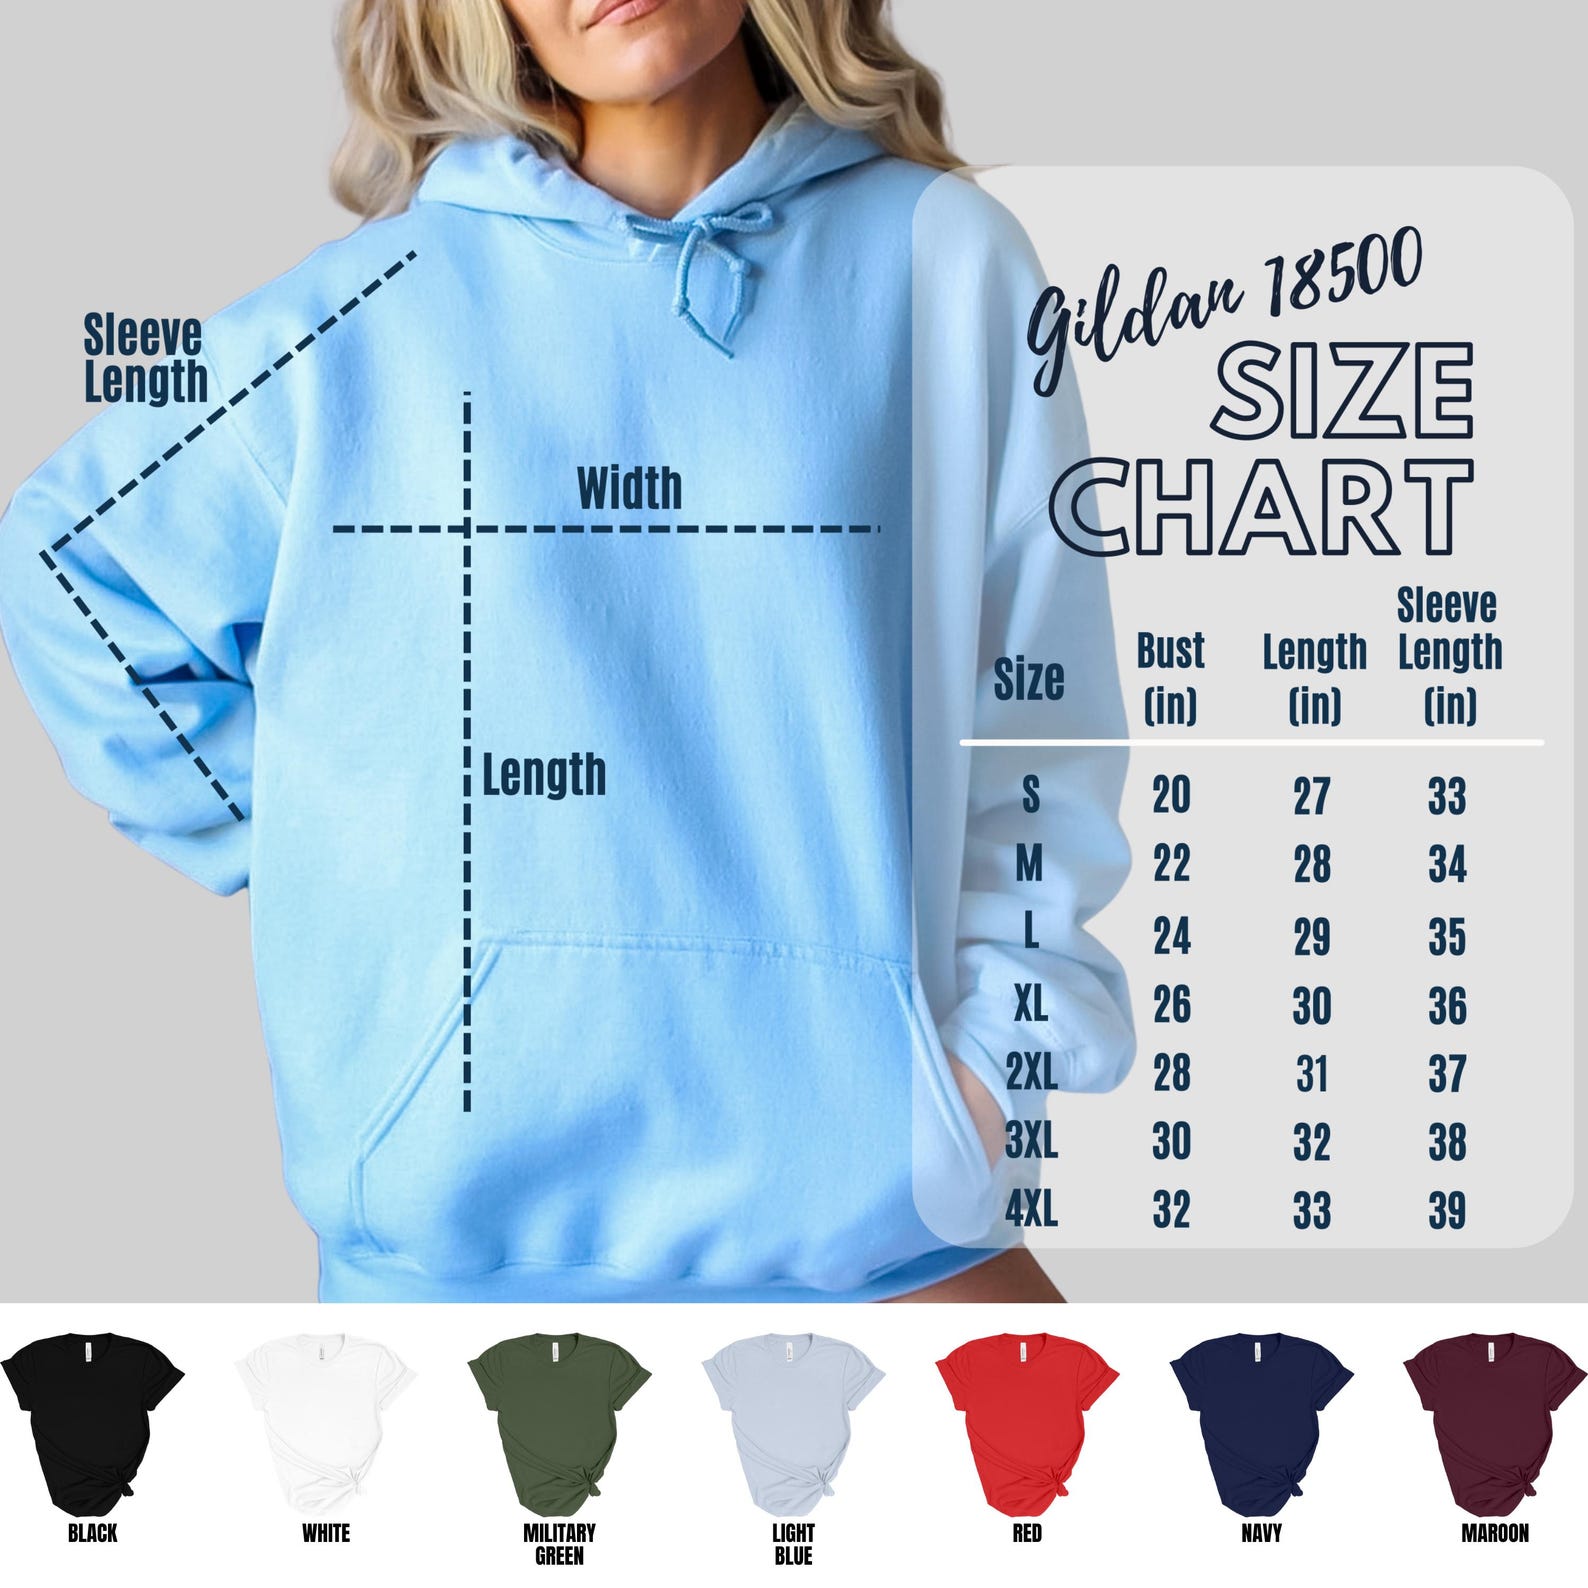 Sleeve
Length
Width
Length
Gildan 18500
SIZE
CHART
Size Bust (in) Length (in) Sleeve Length (in)
S 20 27 33
M 22 28 34
L 24 29 35
XL 26 30 36
2XL 28 31 37
3XL 30 32 38
4XL 32 33 39
BLACK
WHITE
MILITARY
GREEN
LIGHT
BLUE
RED
NAVY
MAROON